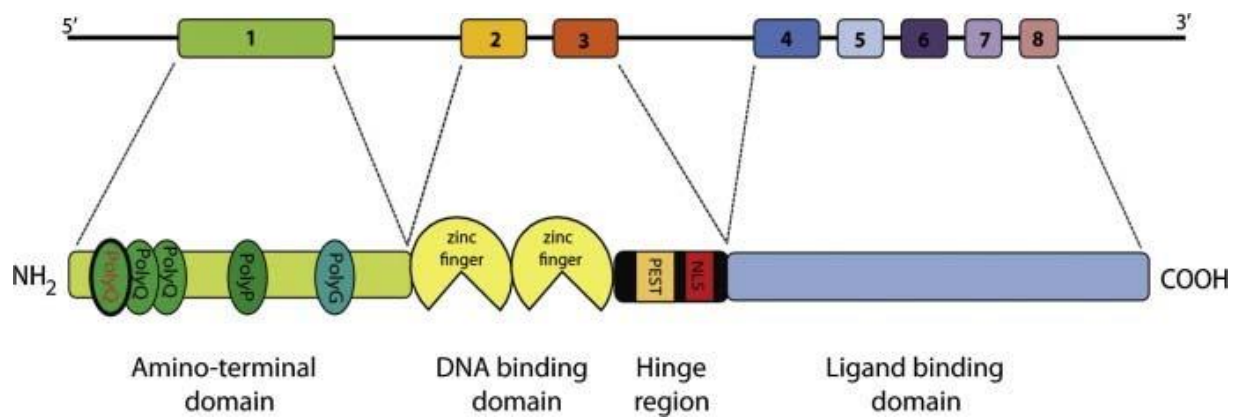 5′ 1 2 3 4 5 6 7 8 3′
NH2 PolyQ PolyQ PolyQ PolyP PolyG zinc finger zinc finger PEST NLS COOH
Amino-terminal domain
DNA binding domain
Hinge region
Ligand binding domain